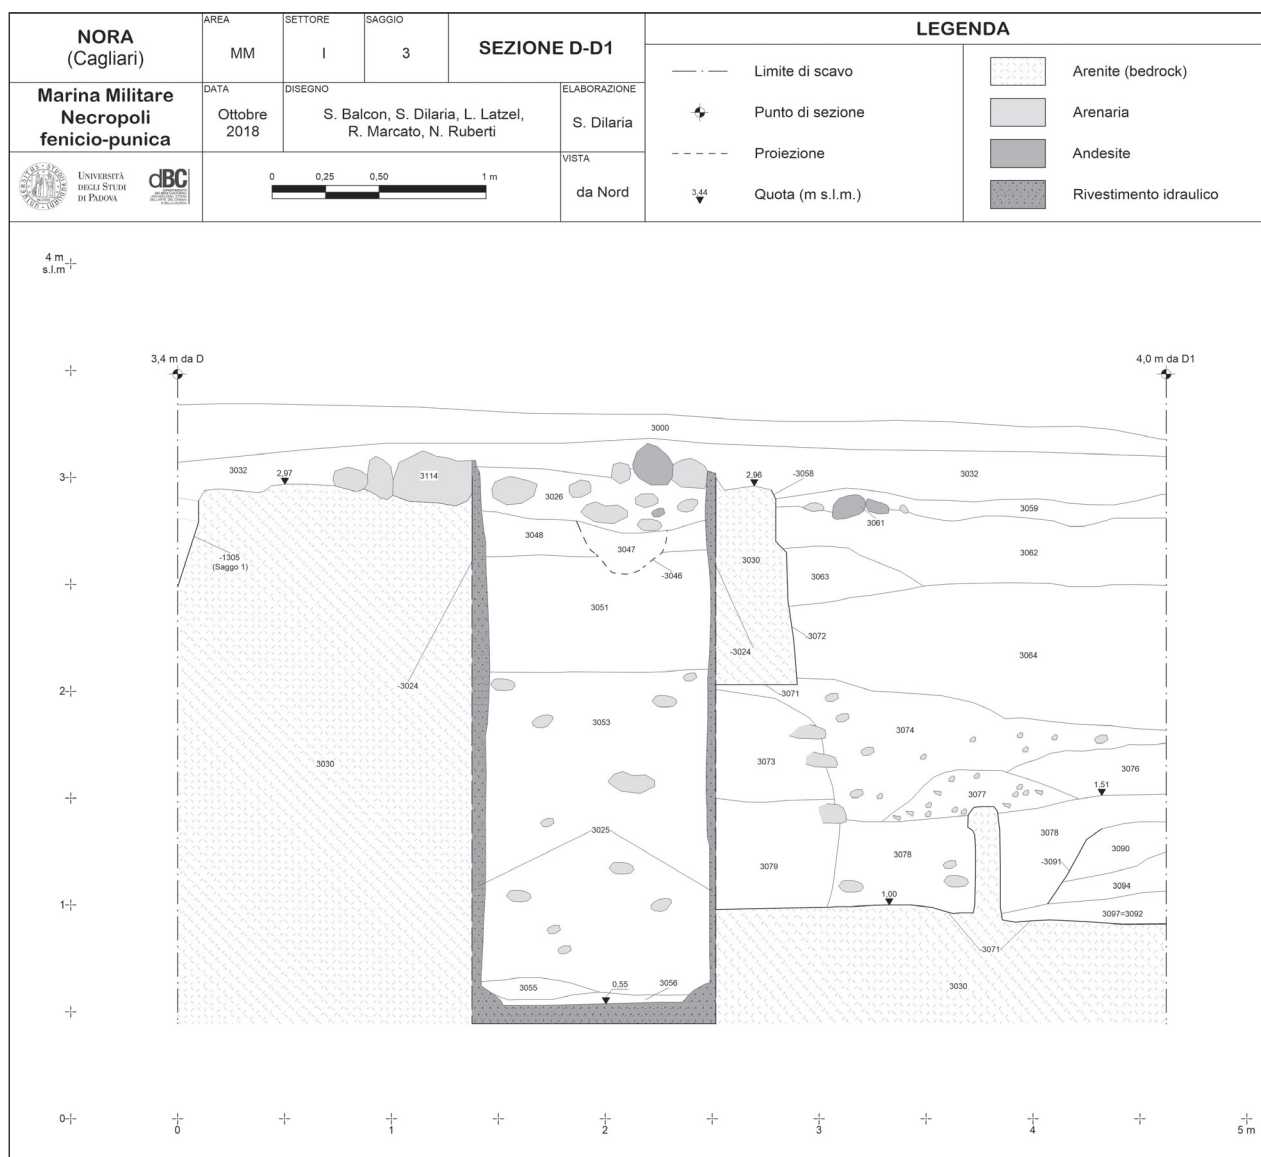 NORA
(Cagliari)
AREA
MM
SETTORE
I
SAGGIO
3
SEZIONE D-D1
Marina Militare
Necropoli
fenicio-punica
DATA
Ottobre
2018
DISEGNO
S. Balcon, S. Dilaria, L. Latzel,
R. Marcato, N. Ruberti
ELABORAZIONE
S. Dilaria
UNIVERSITÀ
DEGLI STUDI
DI PADOVA
dBC
0 0,25 0,50 1 m
VISTA
da Nord
LEGENDA
Limite di scavo
Punto di sezione
Proiezione
3,44
Quota (m s.l.m.)
Arenite (bedrock)
Arenaria
Andesite
Rivestimento idraulico
4 m
s.l.m
3,4 m da D
4,0 m da D1
3000
3032
2,97
3114
2,96
-3058
3032
3
3026
3059
3061
3048
3047
3030
3062
-1305
(Saggo 1)
-3046
3063
3051
-3072
-3024
3064
-3024
2
-3071
3053
3074
3030
3073
3076
1,51
3077
3025
3078
3079
3078
3090
-3091
3094
1
1,00
3097=3092
-3071
3055
0,55
3056
3030
0
0 1 2 3 4 5 m